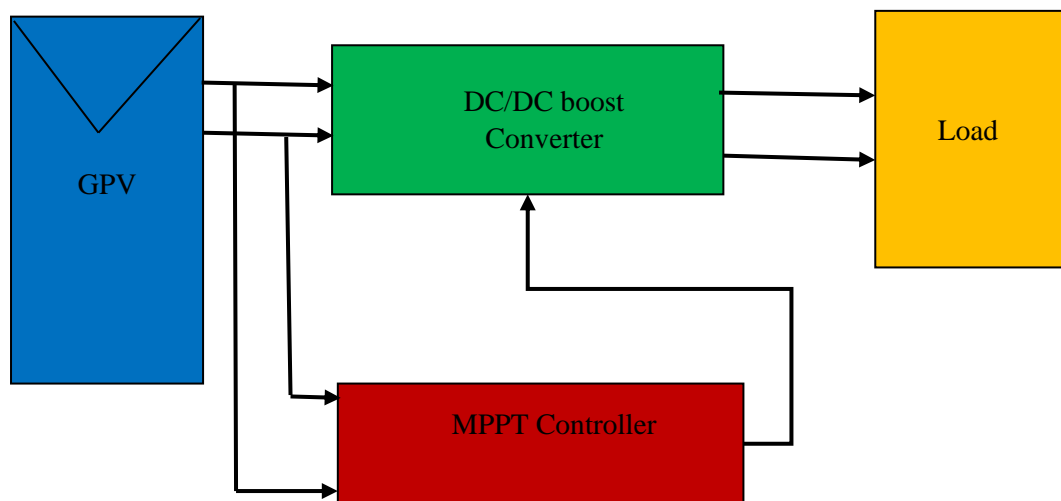 GPV
DC/DC boost
Converter
Load
MPPT Controller